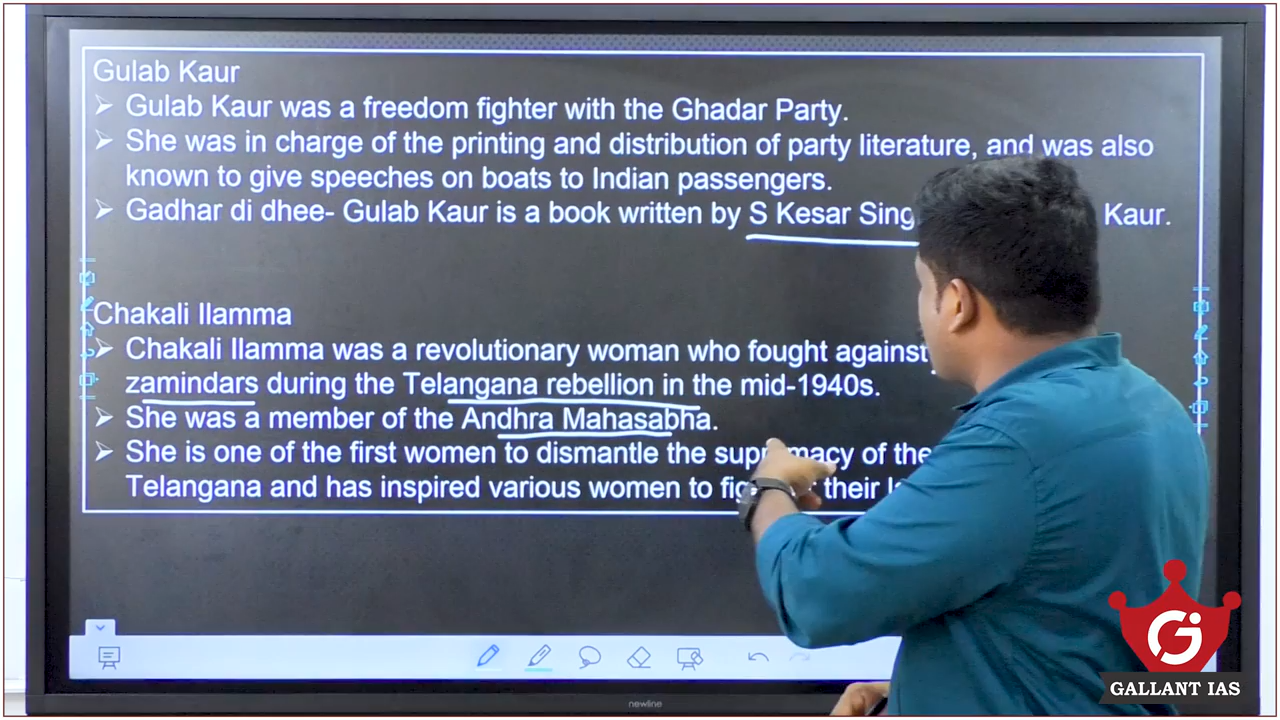 Gulab Kaur
➢ Gulab Kaur was a freedom fighter with the Ghadar Party.
➢ She was in charge of the printing and distribution of party literature, and was also
known to give speeches on boats to Indian passengers.
➢ Gadhar di dhee- Gulab Kaur is a book written by S Kesar Kaur.
Chakali Ilamma
➢ Chakali Ilamma was a revolutionary woman who fought against
zamindars during the Telangana rebellion in the mid-1940s.
➢ She was a member of the Andhra Mahasabha.
➢ She is one of the first women to dismantle the supremacy of the
Telangana and has inspired various women to their
newline
GALLANT IAS